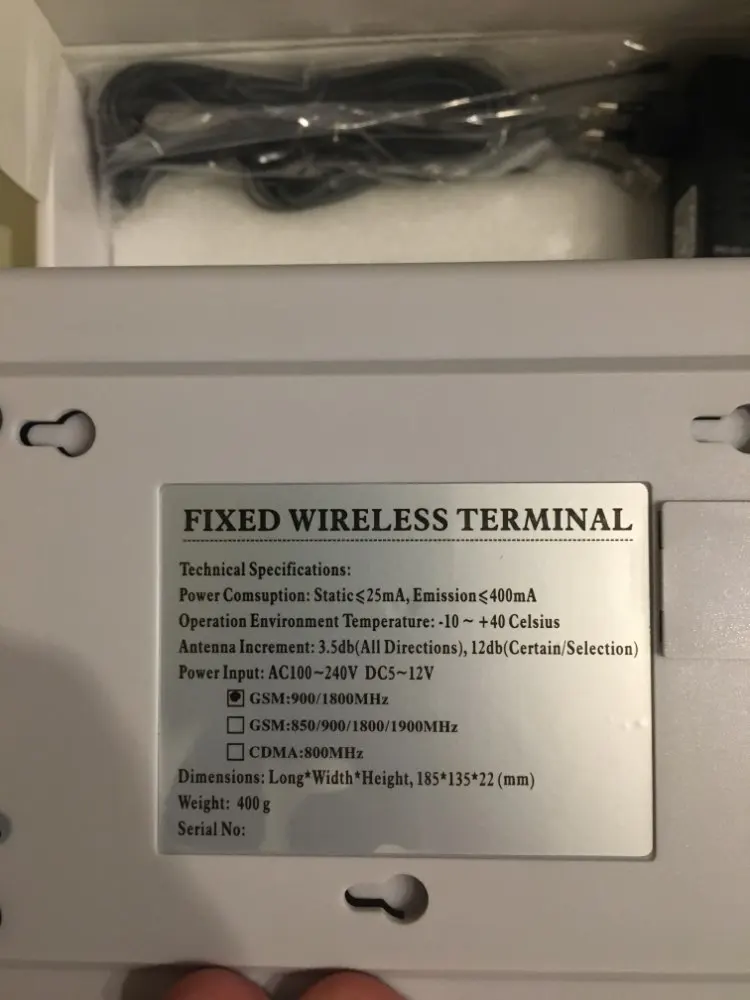 FIXED WIRELESS TERMINAL
Technical Specifications:
Power Comsuption: Static≤25mA, Emission≤400mA
Operation Environment Temperature: -10 ~ +40 Celsius
Antenna Increment: 3.5db(All Directions), 12db(Certain/Selection)
Power Input: AC100~240V DC5~12V
GSM:900/1800MHz
GSM:850/900/1800/1900MHz
CDMA:800MHz
Dimensions: Long*Width*Height, 185*135*22 (mm)
Weight: 400 g
Serial No: